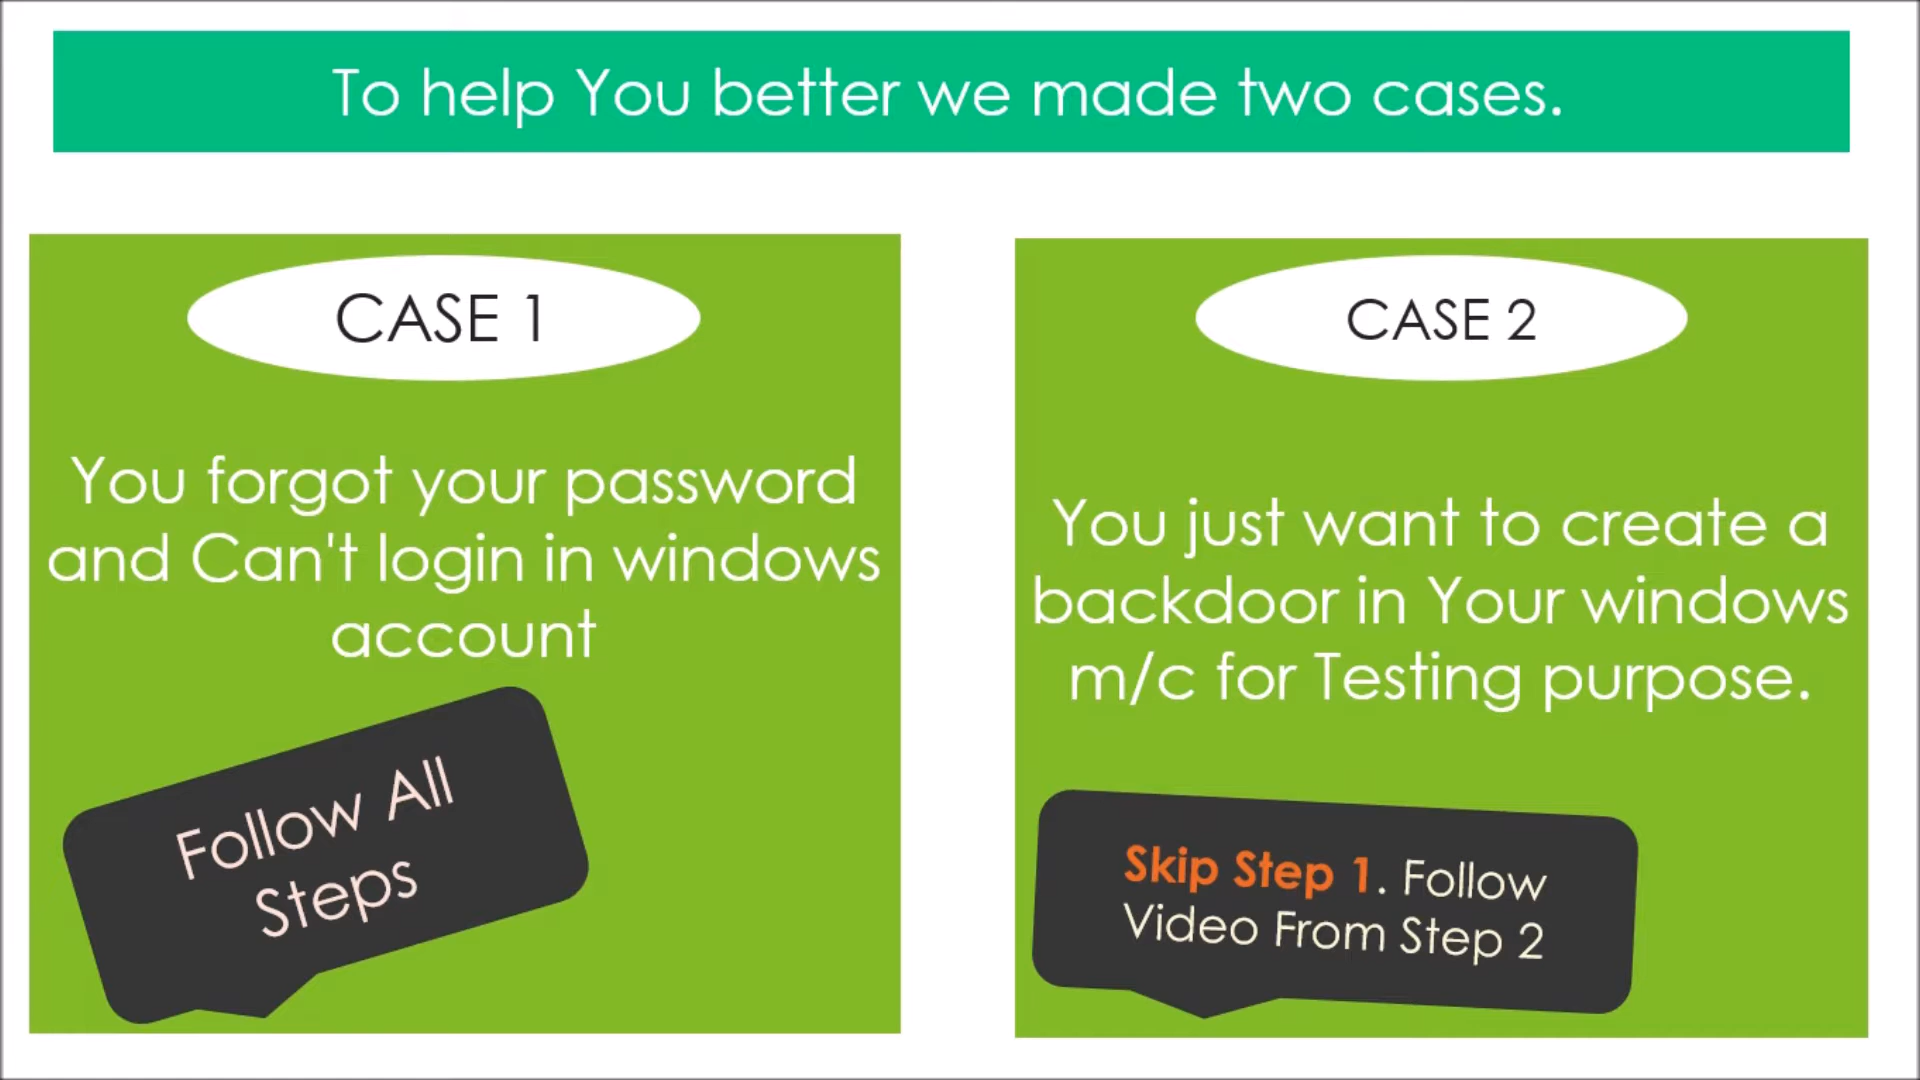 To help You better we made two cases.
CASE 1
You forgot your password
and Can't login in windows
account
Follow All
Steps
CASE 2
You just want to create a
backdoor in Your windows
m/c for Testing purpose.
Skip Step 1. Follow
Video From Step 2